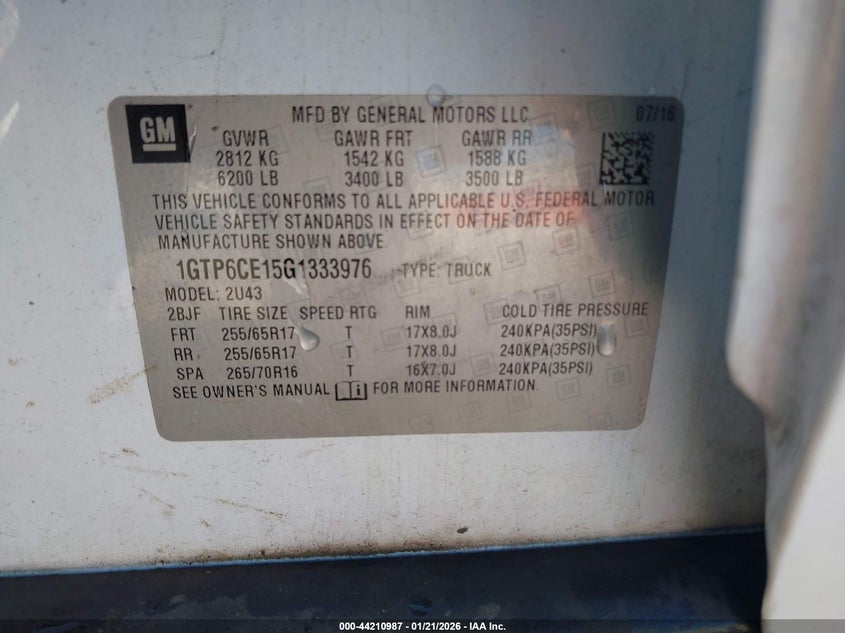 GM
MFD BY GENERAL MOTORS LLC 07/16
GVWR GAWR FRT GAWR RR
2812 KG 1542 KG 1588 KG
6200 LB 3400 LB 3500 LB
THIS VEHICLE CONFORMS TO ALL APPLICABLE U.S. FEDERAL MOTOR
VEHICLE SAFETY STANDARDS IN EFFECT ON THE DATE OF
MANUFACTURE SHOWN ABOVE.
1GTP6CE15G1333976 TYPE: TRUCK
MODEL: 2U43
2BJF TIRE SIZE SPEED RTG RIM COLD TIRE PRESSURE
FRT 255/65R17 T 17X8.0J 240KPA(35PSI)
RR 255/65R17 T 17X8.0J 240KPA(35PSI)
SPA 265/70R16 T 16X7.0J 240KPA(35PSI)
SEE OWNER'S MANUAL FOR MORE INFORMATION.
000-44210987 - 01/21/2026 - IAA Inc.